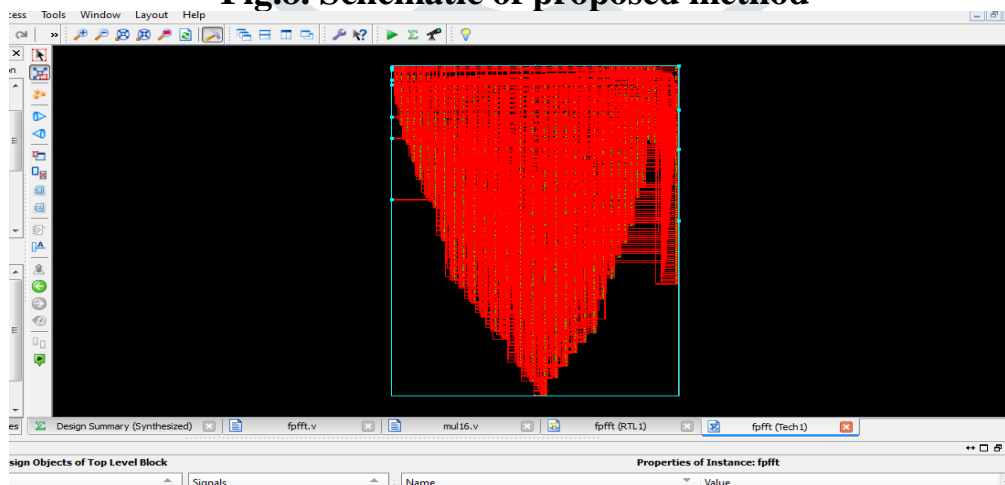 Fig.8. Schematic of proposed method
cess Tools Window Layout Help
Design Summary (Synthesized) fpfft.v mul16.v fpfft (RTL1) fpfft (Tech1)
sign Objects of Top Level Block Properties of Instance: fpfft
Signals Name Value